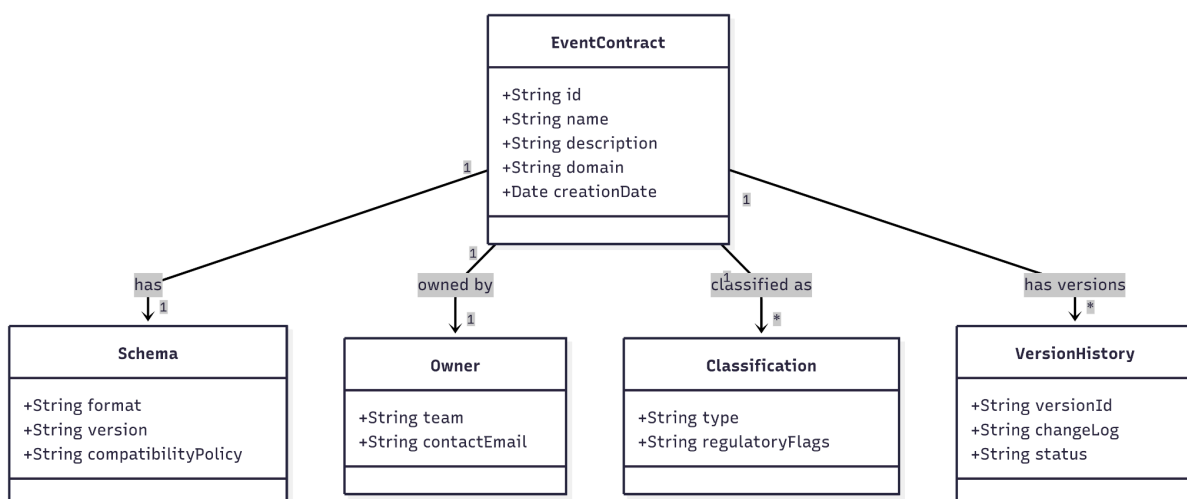 EventContract
+String id
+String name
+String description
+String domain
+Date creationDate
1
1
1
1
has
owned by
classified as
has versions
1
1
*
*
Schema
+String format
+String version
+String compatibilityPolicy
Owner
+String team
+String contactEmail
Classification
+String type
+String regulatoryFlags
VersionHistory
+String versionId
+String changeLog
+String status